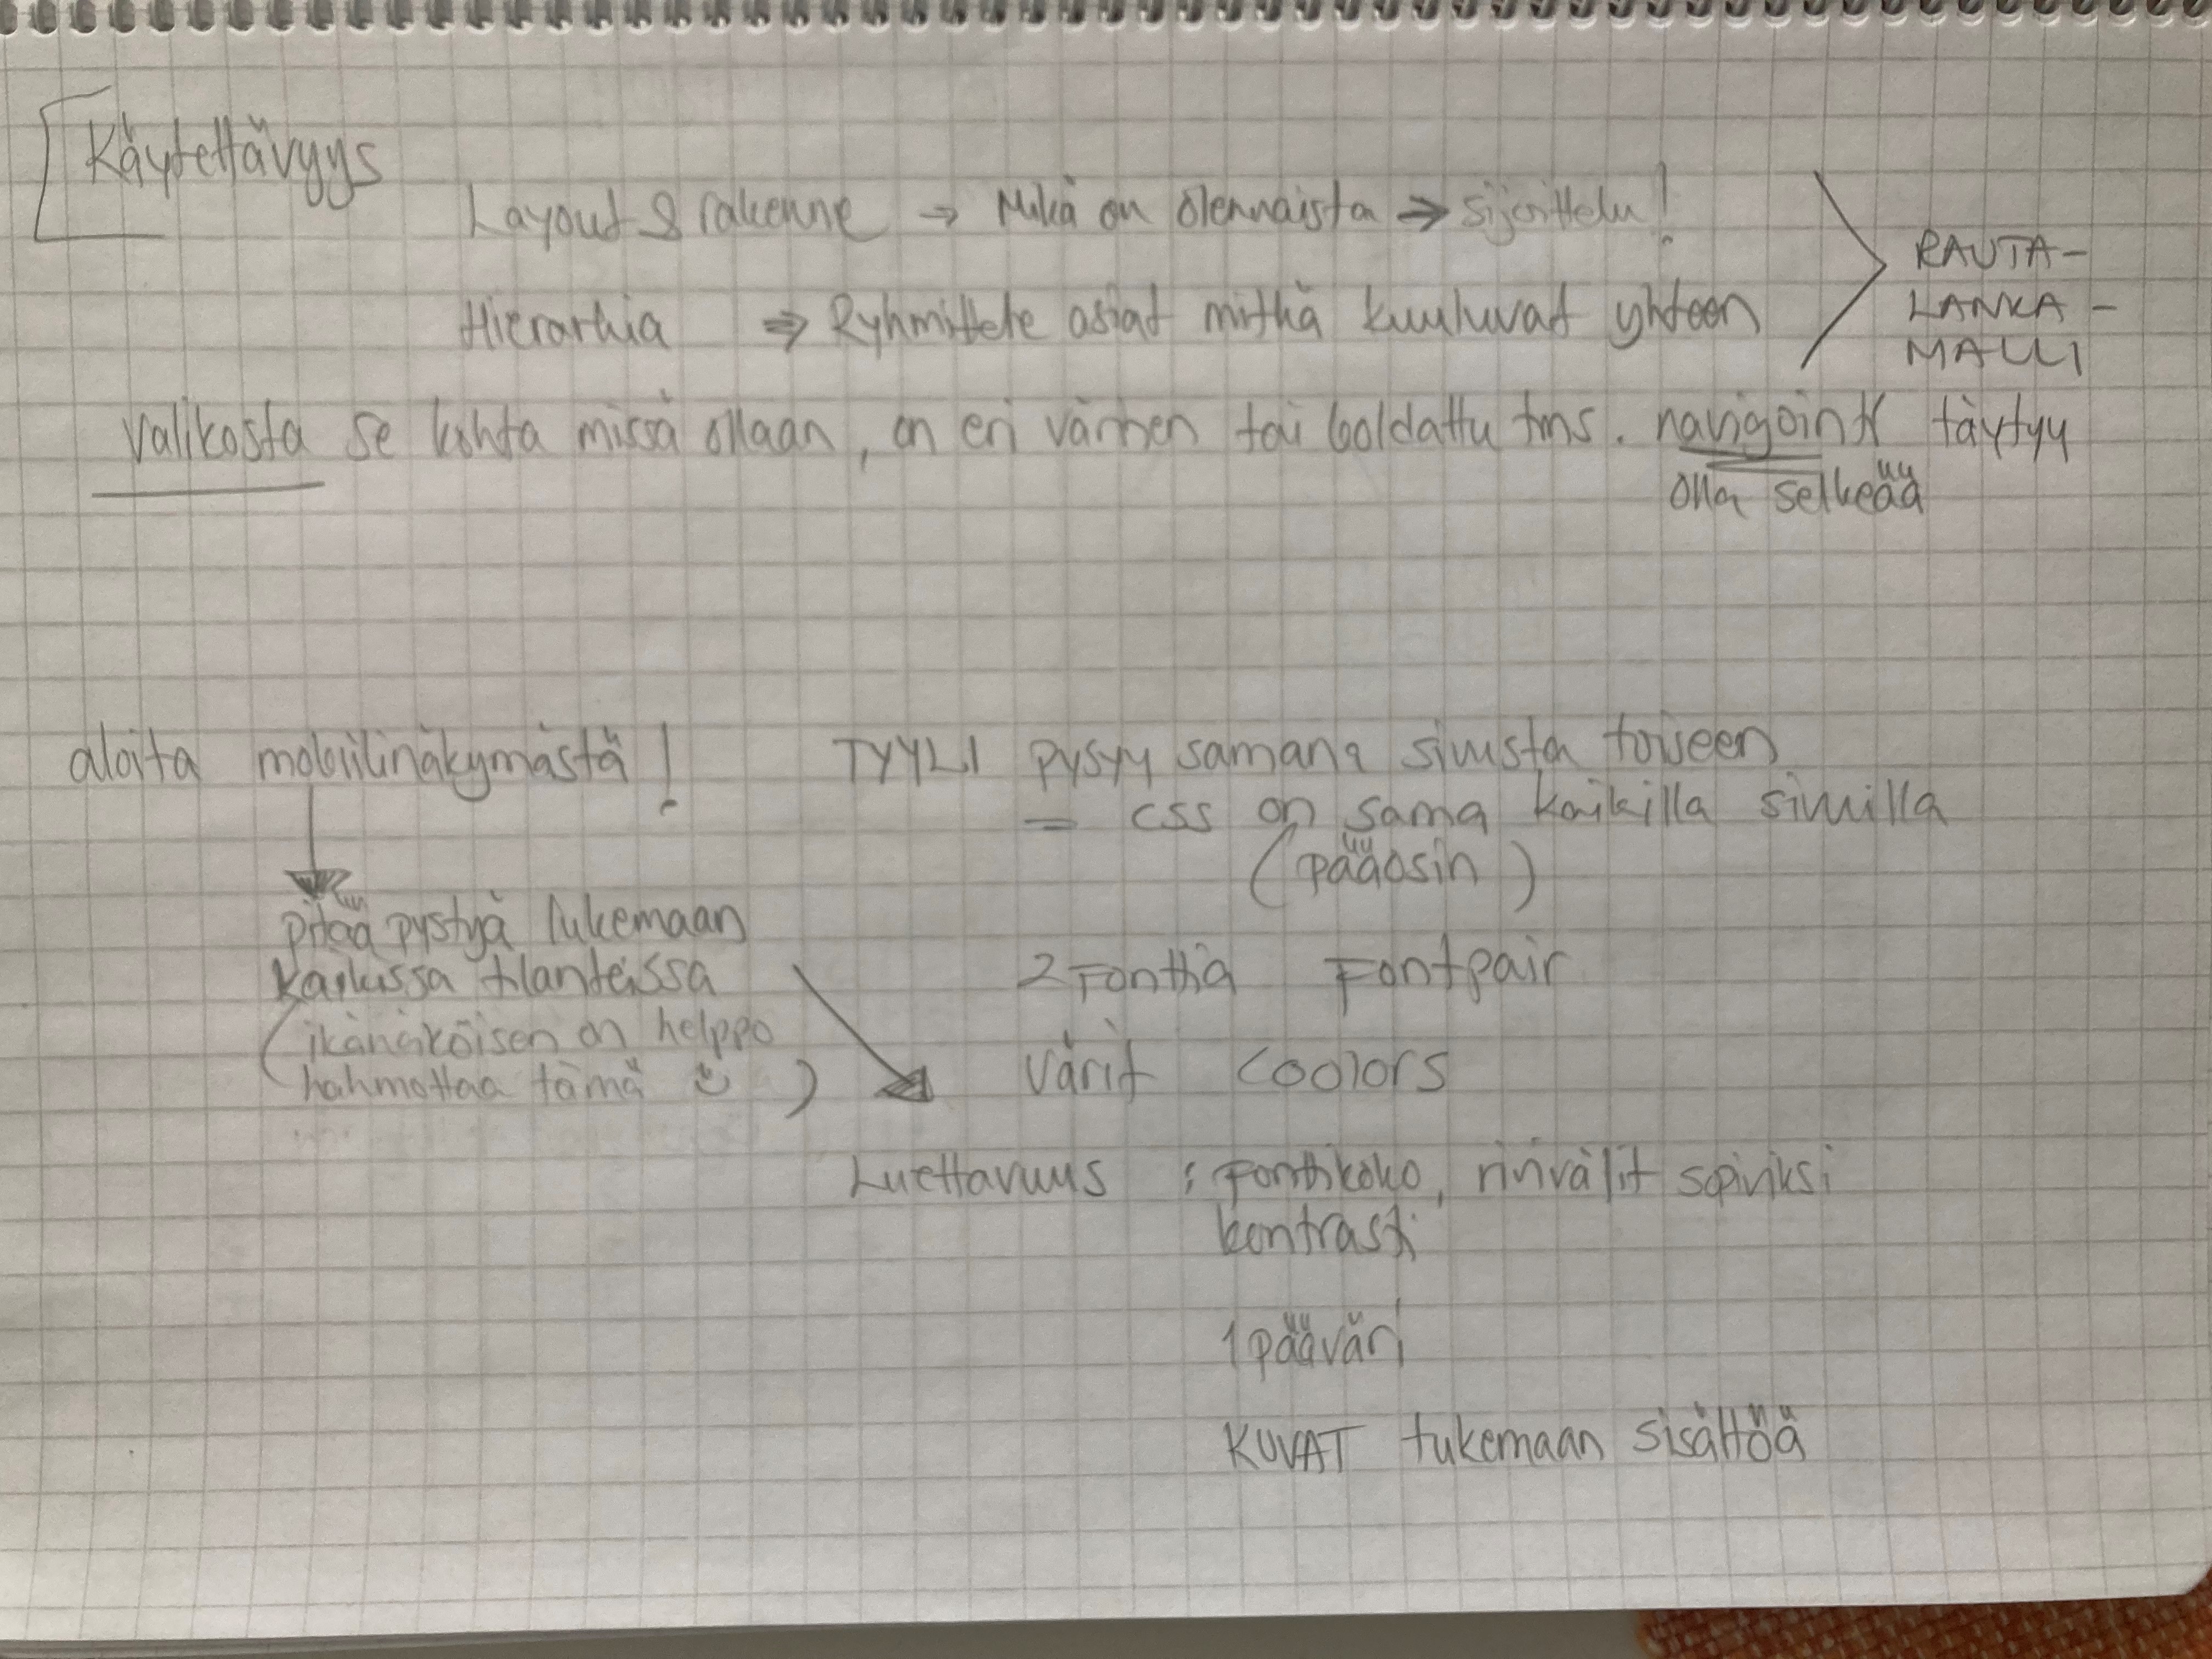 Käytettävyys
Layout & rakenne → Mikä on olennaista ⇒ sijoittelu!
Hierarkia ⇒ Ryhmittele asiat mitkä kuuluvat yhteen
RAUTA-
LANKA-
MALLI
valikosta se kohta missä ollaan, on eri värinen tai boldattu tms. navigointi täytyy
olla selkeää
aloita mobiilinäkymästä!
pitää pystyä lukemaan
kaikissa tilanteissa
(ikänäköisen on helppo
hahmottaa tämä ü )
TYYLI pysyy samana sivusta toiseen
= css on sama kaikilla sivuilla
(pääosin)
2 Fonttia Fontpair
Värit Coolors
Luettavuus : Fonttikoko, rivivälit sopiviksi
kontrasti
1 pääväri
KUVAT tukemaan sisältöä